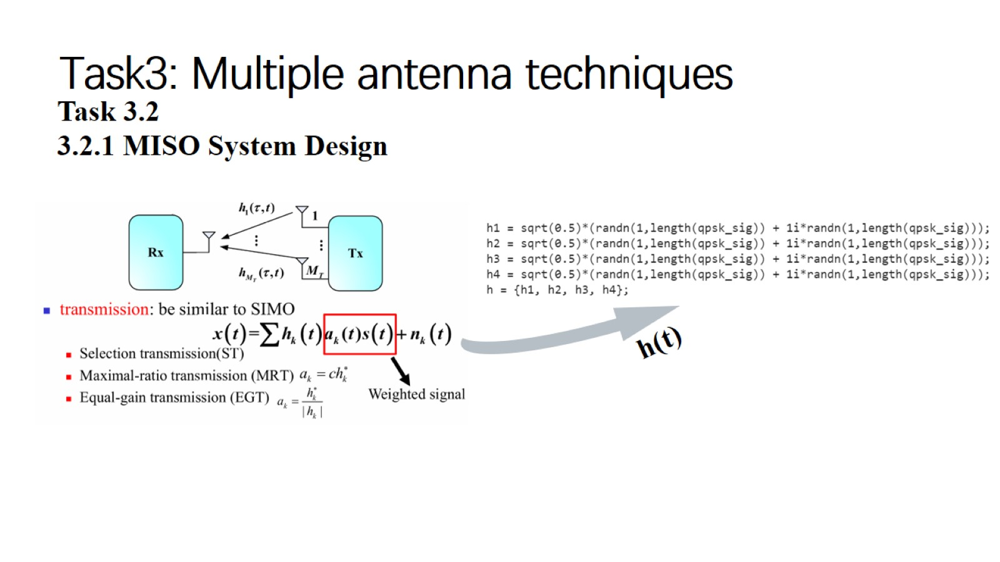 Task3: Multiple antenna techniques
Task 3.2
3.2.1 MISO System Design
h₁(τ,t)
1
⋮
⋮
Rx
Tx
h_{M_T}(τ,t)
M_T
transmission: be similar to SIMO
x(t)=∑h_k(t)a_k(t)s(t)+n_k(t)
Selection transmission(ST)
Maximal-ratio transmission (MRT) a_k = ch_k^*
Equal-gain transmission (EGT) a_k = h_k^* / |h_k|
Weighted signal
h1 = sqrt(0.5)*(randn(1,length(qpsk_sig)) + 1i*randn(1,length(qpsk_sig)));
h2 = sqrt(0.5)*(randn(1,length(qpsk_sig)) + 1i*randn(1,length(qpsk_sig)));
h3 = sqrt(0.5)*(randn(1,length(qpsk_sig)) + 1i*randn(1,length(qpsk_sig)));
h4 = sqrt(0.5)*(randn(1,length(qpsk_sig)) + 1i*randn(1,length(qpsk_sig)));
h = {h1, h2, h3, h4};
h(t)